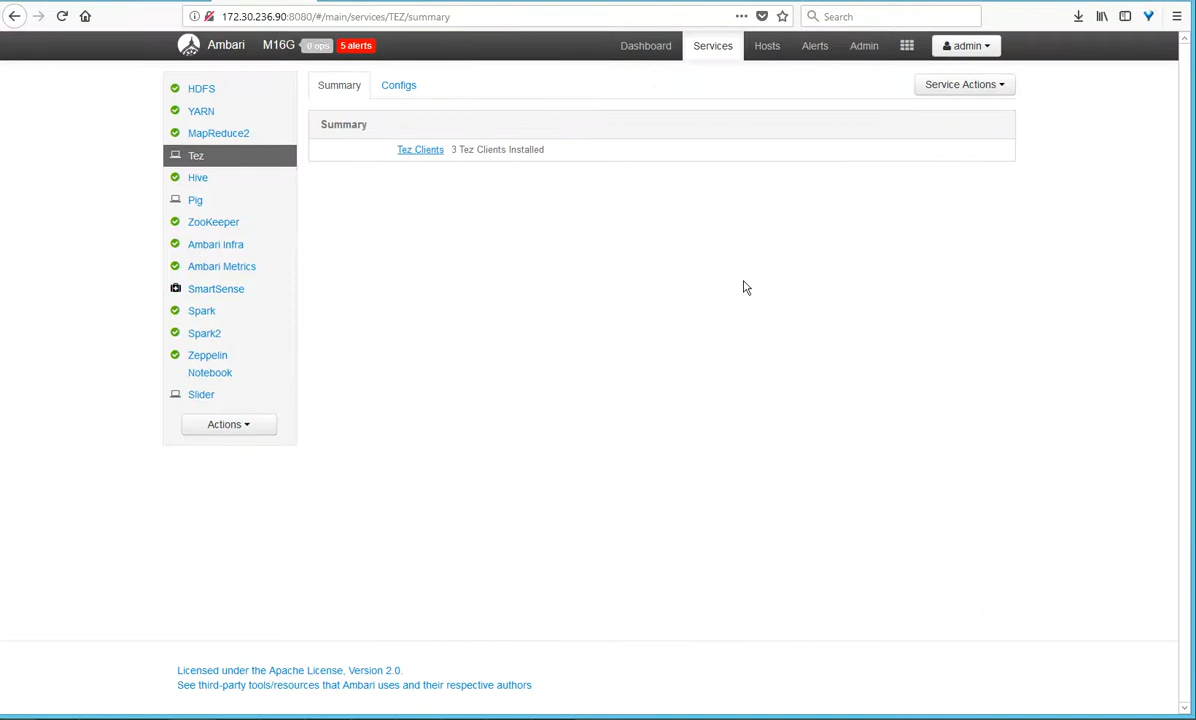 172.30.236.90:8080/#/main/services/TEZ/summary
Search
Ambari M16G 0 ops 5 alerts Dashboard Services Hosts Alerts Admin admin
HDFS
YARN
MapReduce2
Tez
Hive
Pig
ZooKeeper
Ambari Infra
Ambari Metrics
SmartSense
Spark
Spark2
Zeppelin
Notebook
Slider
Actions
Summary Configs Service Actions
Summary
Tez Clients 3 Tez Clients Installed
Licensed under the Apache License, Version 2.0.
See third-party tools/resources that Ambari uses and their respective authors